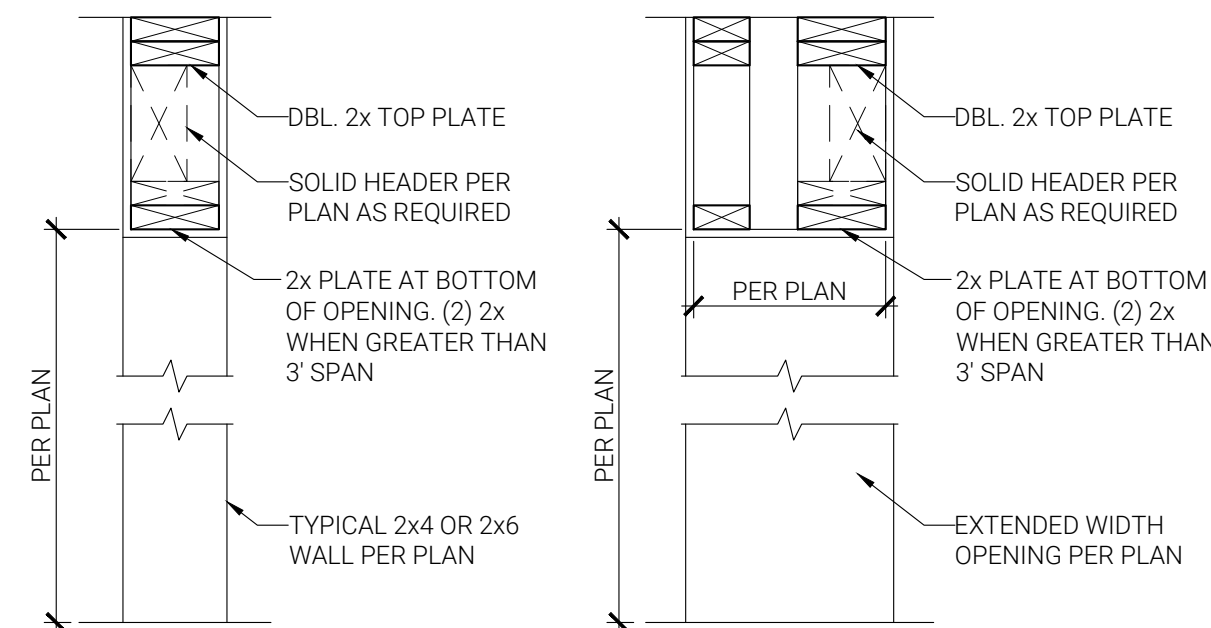 DBL. 2x TOP PLATE
SOLID HEADER PER
PLAN AS REQUIRED
2x PLATE AT BOTTOM
OF OPENING. (2) 2x
WHEN GREATER THAN
3' SPAN
PER PLAN
TYPICAL 2x4 OR 2x6
WALL PER PLAN
DBL. 2x TOP PLATE
SOLID HEADER PER
PLAN AS REQUIRED
PER PLAN
2x PLATE AT BOTTOM
OF OPENING. (2) 2x
WHEN GREATER THAN
3' SPAN
PER PLAN
EXTENDED WIDTH
OPENING PER PLAN